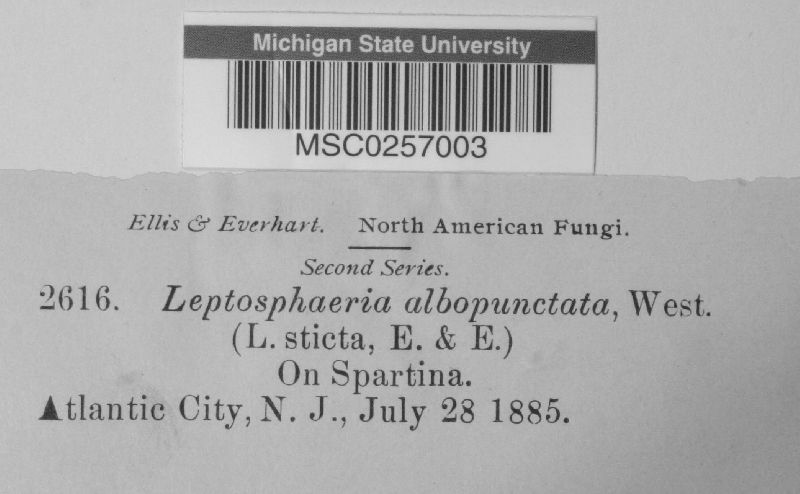 Michigan State University
MSC0257003
Ellis & Everhart. North American Fungi.
Second Series.
2616. Leptosphaeria albopunctata, West.
(L. sticta, E. & E.)
On Spartina.
Atlantic City, N. J., July 28 1885.